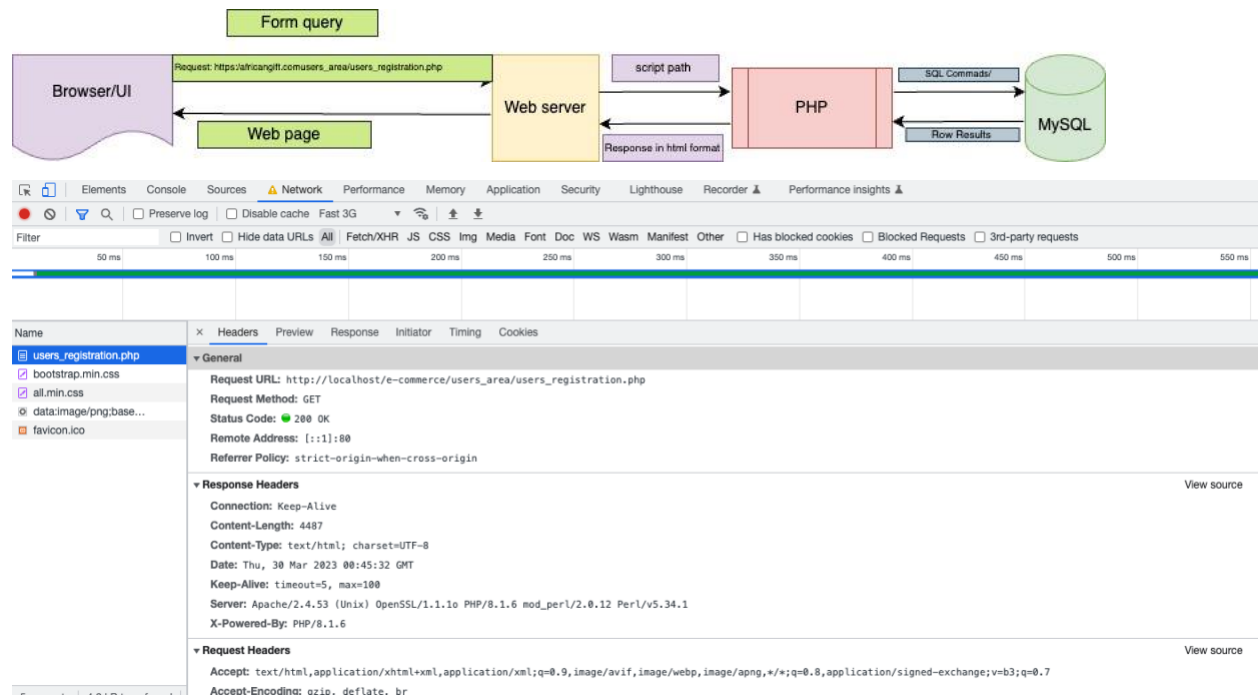 Form query
Request: https:/africangift.comusers_area/users_registration.php
Browser/UI
Web page
Web server
script path
Response in html format
PHP
SQL Commads/
Row Results
MySQL
Elements Console Sources Network Performance Memory Application Security Lighthouse Recorder Performance insights
Preserve log Disable cache Fast 3G
Filter Invert Hide data URLs All Fetch/XHR JS CSS Img Media Font Doc WS Wasm Manifest Other Has blocked cookies Blocked Requests 3rd-party requests
50 ms 100 ms 150 ms 200 ms 250 ms 300 ms 350 ms 400 ms 450 ms 500 ms 550 ms
Name
users_registration.php
bootstrap.min.css
all.min.css
data:image/png;base...
favicon.ico
× Headers Preview Response Initiator Timing Cookies
General
Request URL: http://localhost/e-commerce/users_area/users_registration.php
Request Method: GET
Status Code: 200 OK
Remote Address: [::1]:80
Referrer Policy: strict-origin-when-cross-origin
Response Headers View source
Connection: Keep-Alive
Content-Length: 4487
Content-Type: text/html; charset=UTF-8
Date: Thu, 30 Mar 2023 00:45:32 GMT
Keep-Alive: timeout=5, max=100
Server: Apache/2.4.53 (Unix) OpenSSL/1.1.1o PHP/8.1.6 mod_perl/2.0.12 Perl/v5.34.1
X-Powered-By: PHP/8.1.6
Request Headers View source
Accept: text/html,application/xhtml+xml,application/xml;q=0.9,image/avif,image/webp,image/apng,*/*;q=0.8,application/signed-exchange;v=b3;q=0.7
Accept-Encoding: gzip, deflate, br